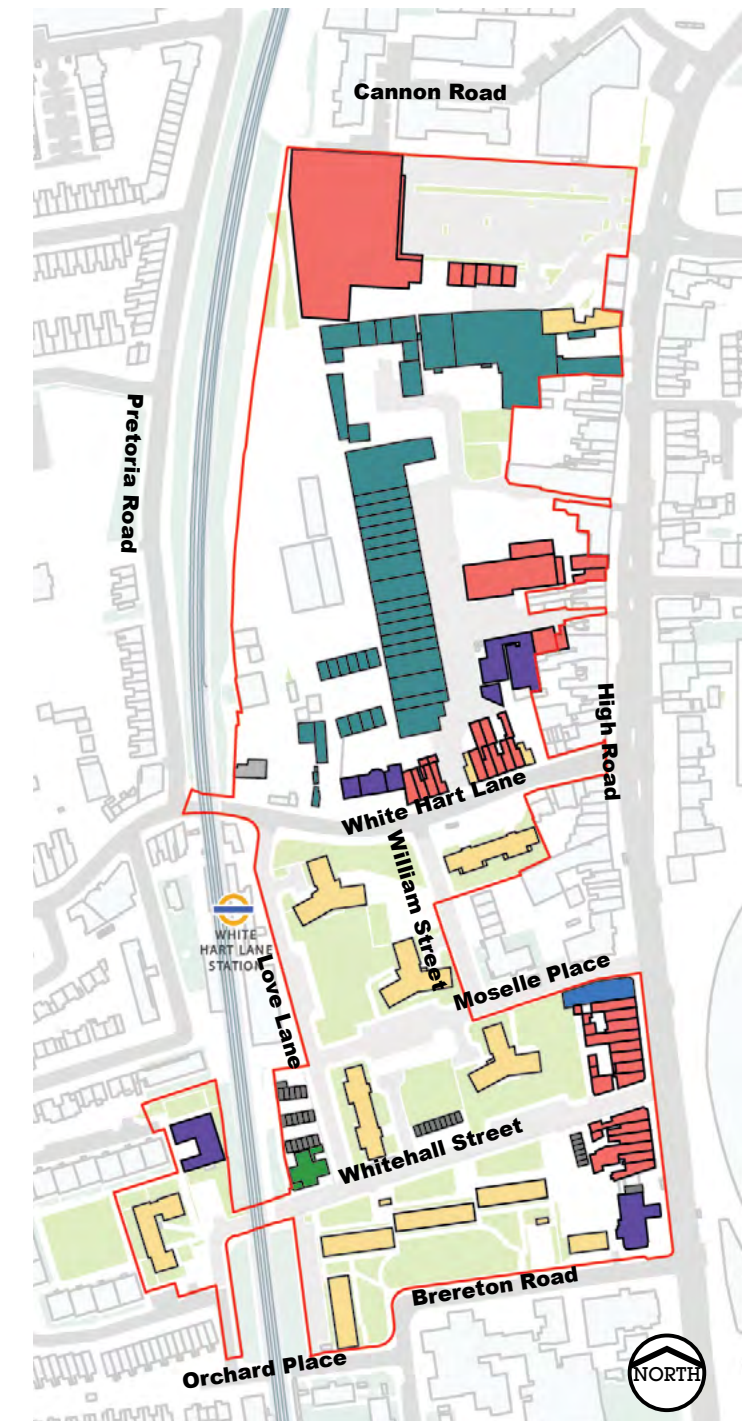 Cannon Road
Pretoria Road
High Road
White Hart Lane
William Street
WHITE
HART LANE
STATION
Love Lane
Moselle Place
Whitehall Street
Brereton Road
Orchard Place
NORTH